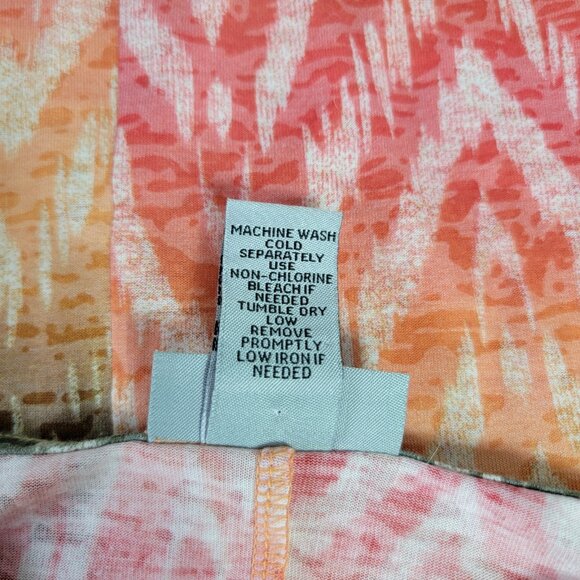 MACHINE WASH
COLD
SEPARATELY
USE
NON-CHLORINE
BLEACH IF
NEEDED
TUMBLE DRY
LOW
REMOVE
PROMPTLY
LOW IRON IF
NEEDED